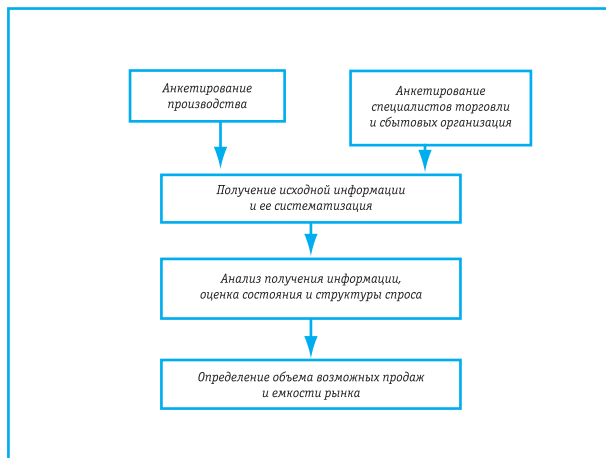 Анкетирование
производства
Анкетирование
специалистов торговли
и сбытовых организация
Получение исходной информации
и ее систематизация
Анализ получения информации,
оценка состояния и структуры спроса
Определение объема возможных продаж
и емкости рынка